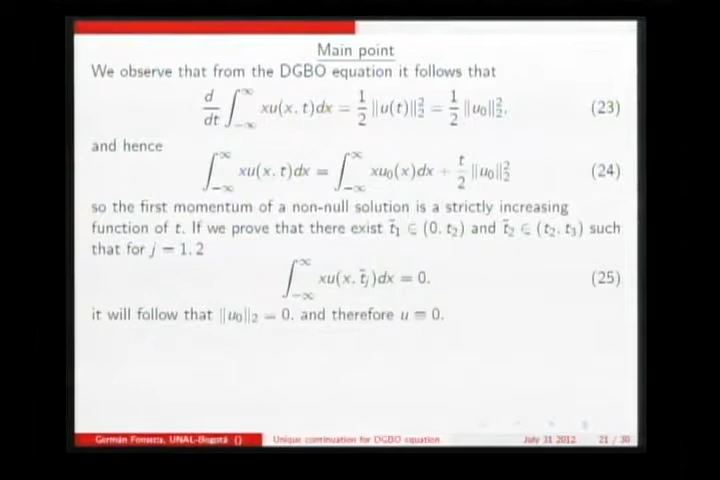 Main point
We observe that from the DGBO equation it follows that
d/dt ∫_{-∞}^{∞} xu(x, t)dx = 1/2 ||u(t)||_2^2 = 1/2 ||u_0||_2^2, (23)
and hence
∫_{-∞}^{∞} xu(x, t)dx = ∫_{-∞}^{∞} xu_0(x)dx + t/2 ||u_0||_2^2 (24)
so the first momentum of a non-null solution is a strictly increasing
function of t. If we prove that there exist t̄_1 ∈ (0, t_2) and t̄_2 ∈ (t_2, t_3) such
that for j = 1, 2
∫_{-∞}^{∞} xu(x, t̄_j)dx = 0. (25)
it will follow that ||u_0||_2 = 0. and therefore u ≡ 0.
Germán Fonseca, UNAL-Bogotá () Unique continuation for DGBO equation July 31 2012 21 / 30